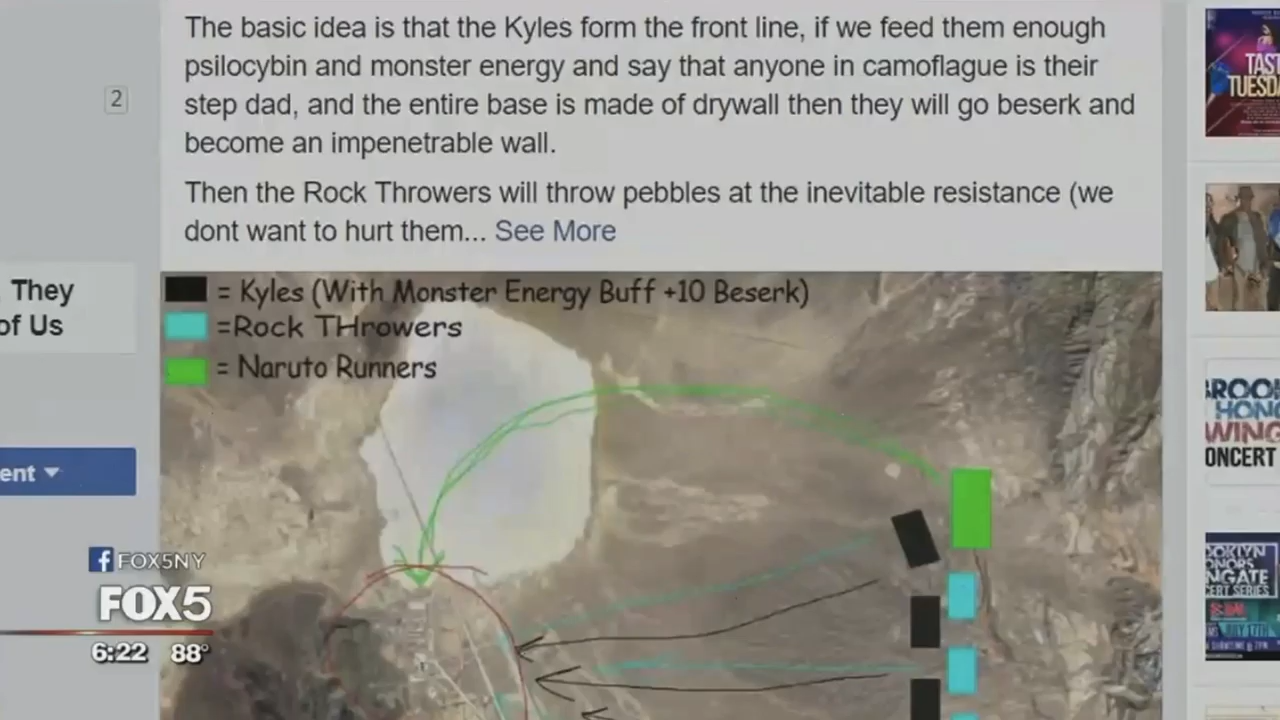 The basic idea is that the Kyles form the front line, if we feed them enough
psilocybin and monster energy and say that anyone in camoflague is their
step dad, and the entire base is made of drywall then they will go beserk and
become an impenetrable wall.
2
Then the Rock Throwers will throw pebbles at the inevitable resistance (we
dont want to hurt them... See More
They
of Us
= Kyles (With Monster Energy Buff +10 Beserk)
=Rock THrowers
= Naruto Runners
ent
FOX5NY
FOX5
6:22 88°
TAST
TUESDA
BROOK
HONO
WING
ONCERT
OOKLYN
ONORS
NGATE
CERT SERIES
JULY 17TH